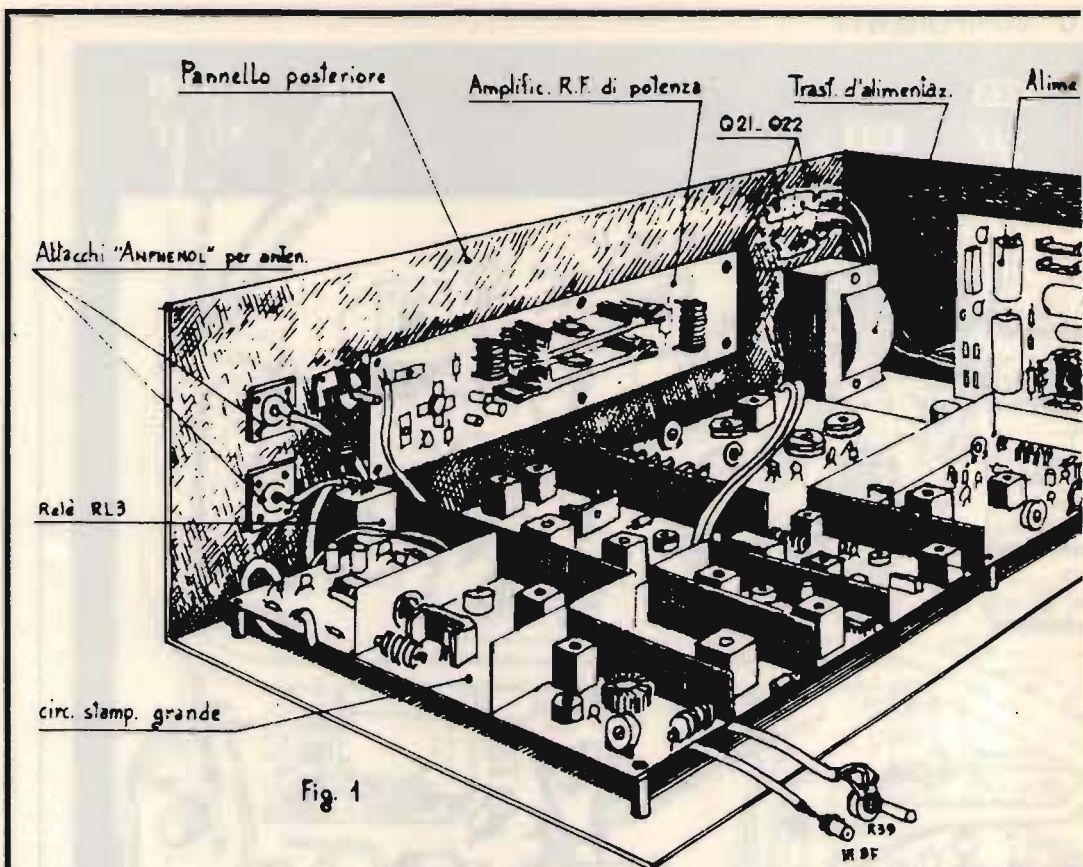 Pannello posteriore
Amplific. R.F. di potenza
Trasf. d'alimentaz.
Alime
Q21_Q22
Attacchi "ANPHENOL" per anten.
Relè RL3
circ. stamp. grande
Fig. 1
R39